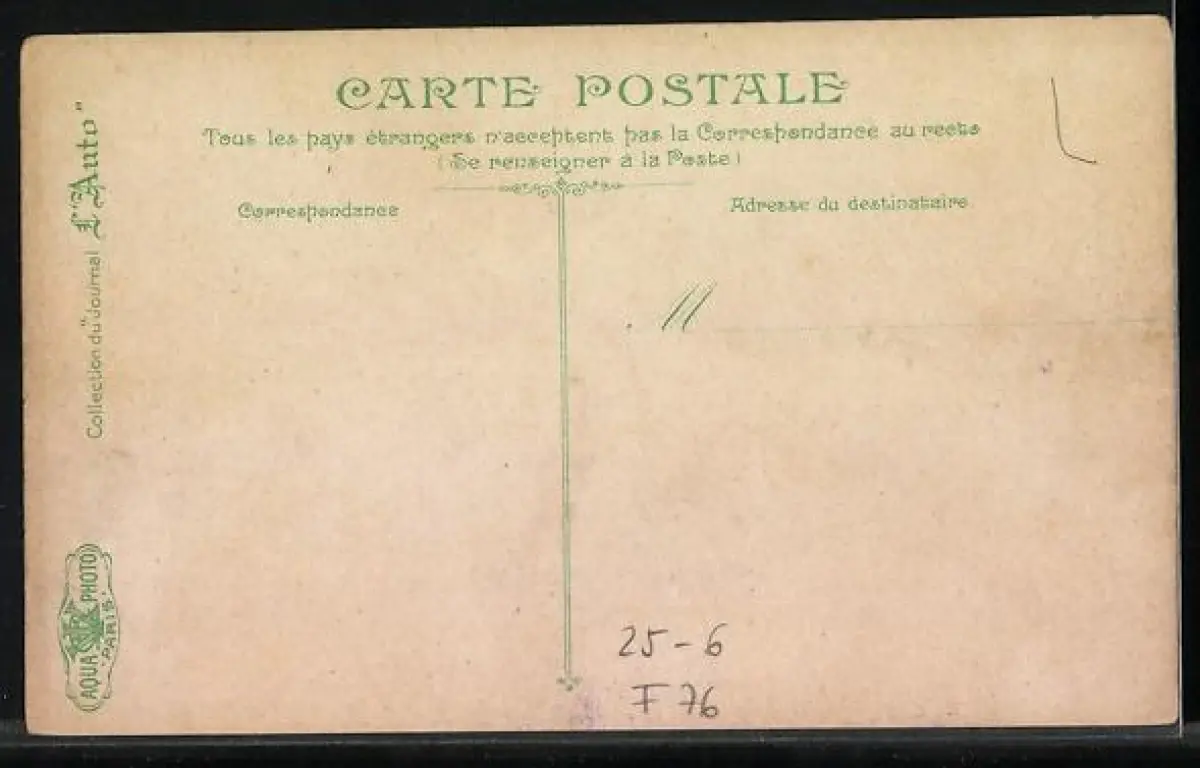 CARTE POSTALE
Tous les pays étrangers n'acceptent pas la Correspondance au recto
(Se renseigner à la Poste)
Correspondance
Adresse du destinataire
M
Collection du "Journal L'Auto"
AQUA PHOTO
PARIS
25-6
F 76